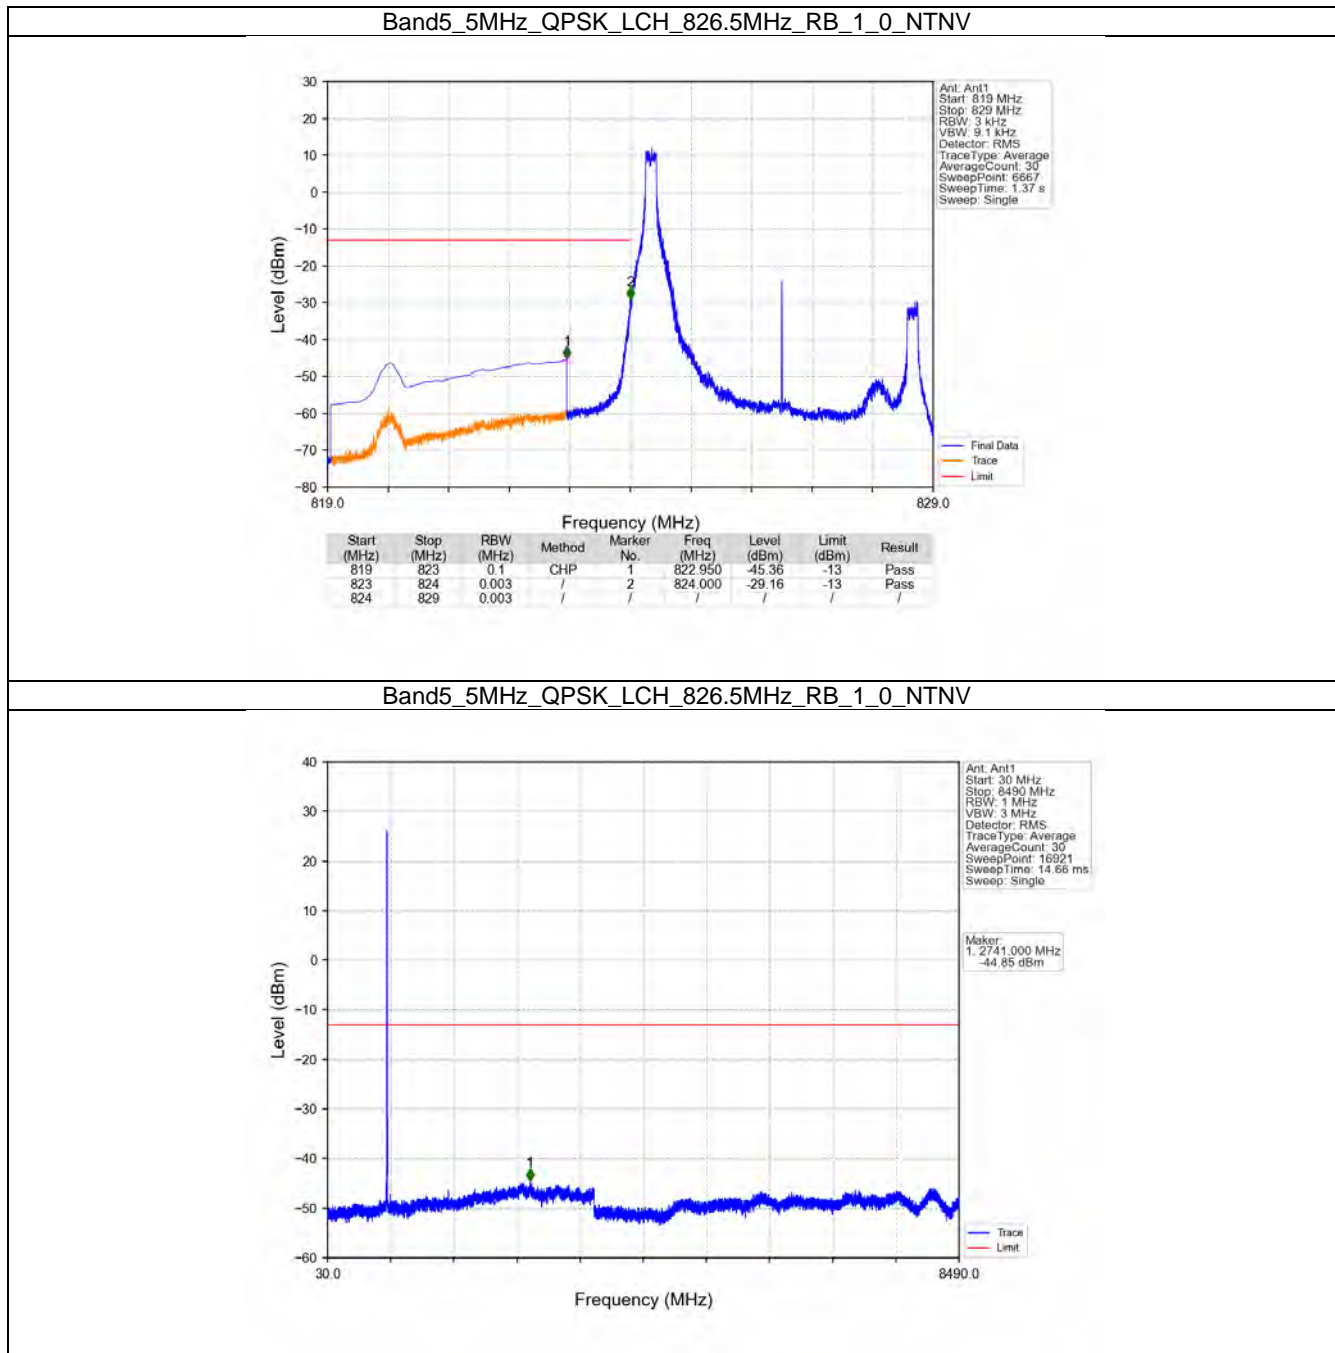 Band5_5MHz_QPSK_LCH_826.5MHz_RB_1_0_NTNV
30
20
10
0
−10
−20
−30
−40
−50
−60
−70
−80
Level (dBm)
819.0
829.0
Frequency (MHz)
1
2
Ant: Ant1
Start: 819 MHz
Stop: 829 MHz
RBW: 3 kHz
VBW: 9.1 kHz
Detector: RMS
TraceType: Average
AverageCount: 30
SweepPoint: 6667
SweepTime: 1.37 s
Sweep: Single
Final Data
Trace
Limit
Start (MHz) Stop (MHz) RBW (MHz) Method Marker No. Freq (MHz) Level (dBm) Limit (dBm) Result
819 823 0.1 CHP 1 822.950 -45.36 -13 Pass
823 824 0.003 / 2 824.000 -29.16 -13 Pass
824 829 0.003 / / / / / /
Band5_5MHz_QPSK_LCH_826.5MHz_RB_1_0_NTNV
40
30
20
10
0
−10
−20
−30
−40
−50
−60
Level (dBm)
30.0
8490.0
Frequency (MHz)
1
Ant: Ant1
Start: 30 MHz
Stop: 8490 MHz
RBW: 1 MHz
VBW: 3 MHz
Detector: RMS
TraceType: Average
AverageCount: 30
SweepPoint: 16921
SweepTime: 14.66 ms
Sweep: Single
Maker:
1. 2741.000 MHz
-44.85 dBm
Trace
Limit